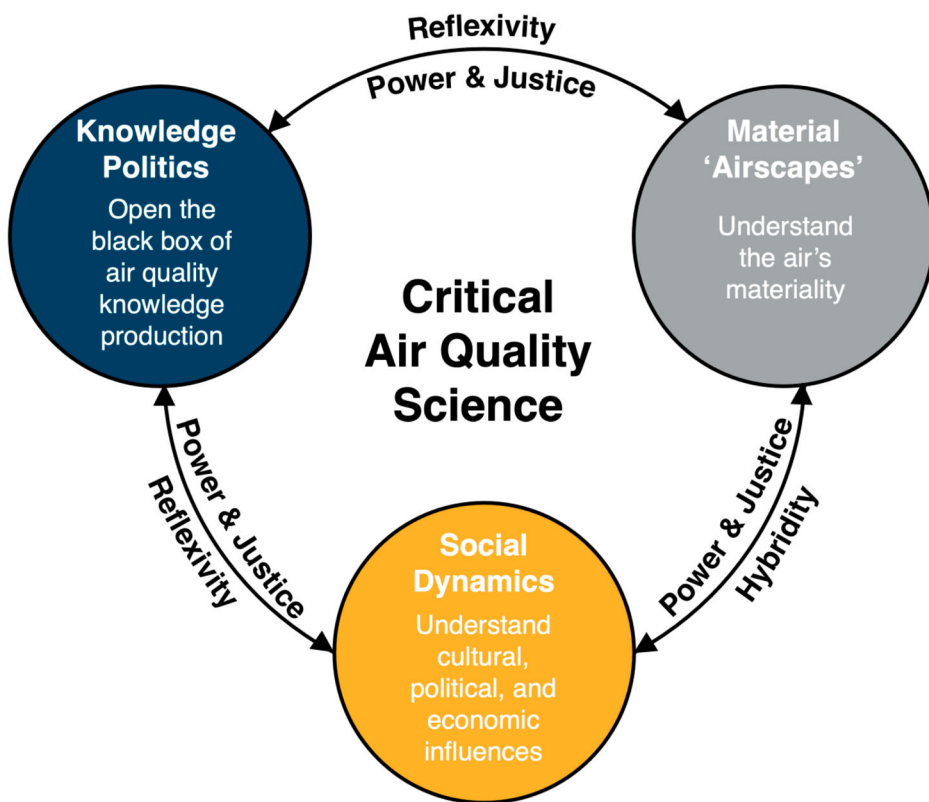 Reflexivity
Power & Justice
Knowledge
Politics
Open the
black box of
air quality
knowledge
production
Material
‘Airscapes’
Understand
the air’s
materiality
Critical
Air Quality
Science
Power & Justice
Reflexivity
Power & Justice
Hybridity
Social
Dynamics
Understand
cultural,
political, and
economic
influences